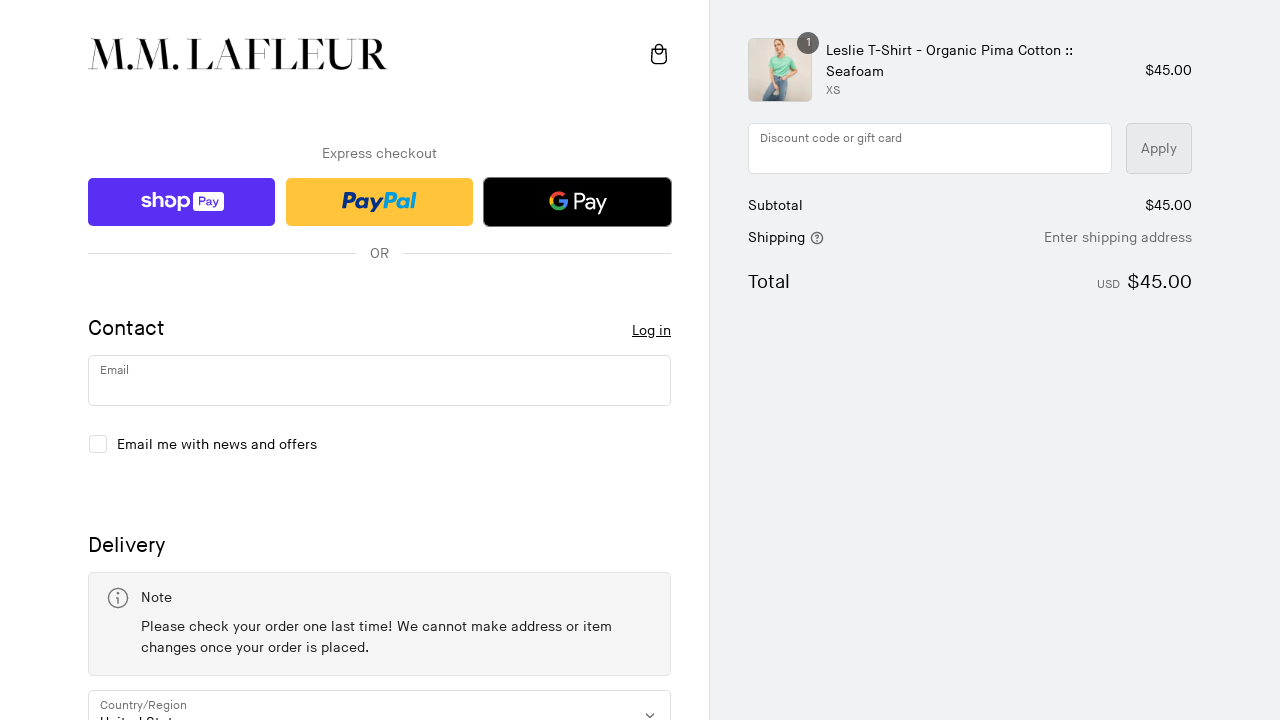 M.M. LAFLEUR
Express checkout
shop Pay
PayPal
G Pay
OR
Contact
Log in
Email
Email me with news and offers
Delivery
Note
Please check your order one last time! We cannot make address or item
changes once your order is placed.
Country/Region
1
Leslie T-Shirt - Organic Pima Cotton ::
Seafoam
XS
$45.00
Discount code or gift card
Apply
Subtotal
$45.00
Shipping
Enter shipping address
Total
USD $45.00